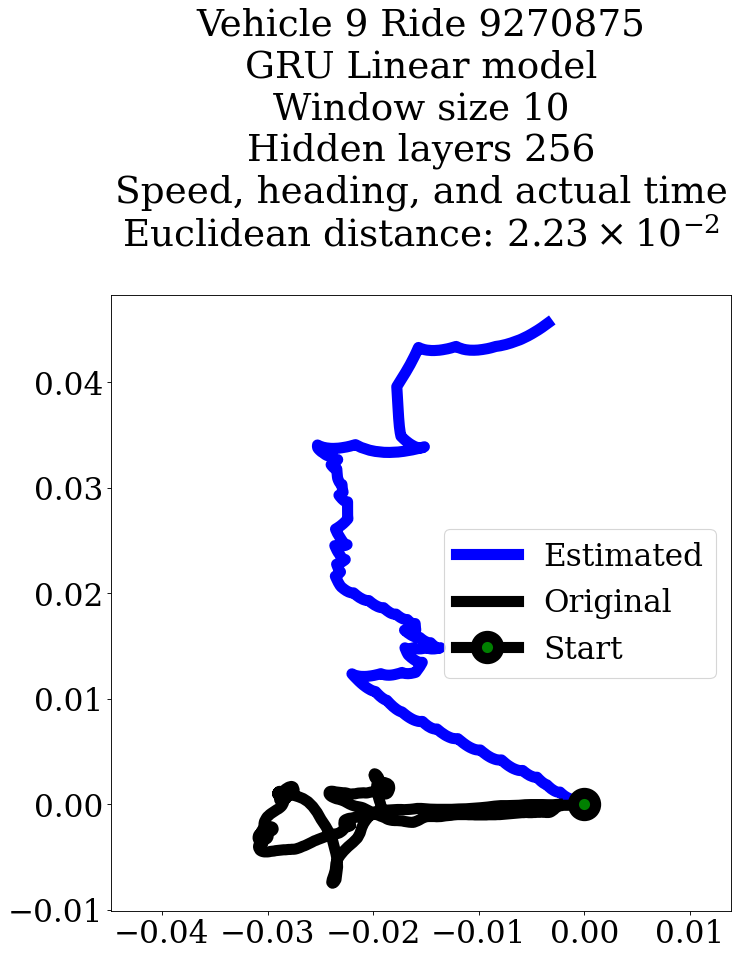 Vehicle 9 Ride 9270875
GRU Linear model
Window size 10
Hidden layers 256
Speed, heading, and actual time
Euclidean distance: 2.23 × 10⁻²
0.04
0.03
0.02
0.01
0.00
−0.01
Estimated
Original
Start
−0.04 −0.03 −0.02 −0.01 0.00 0.01